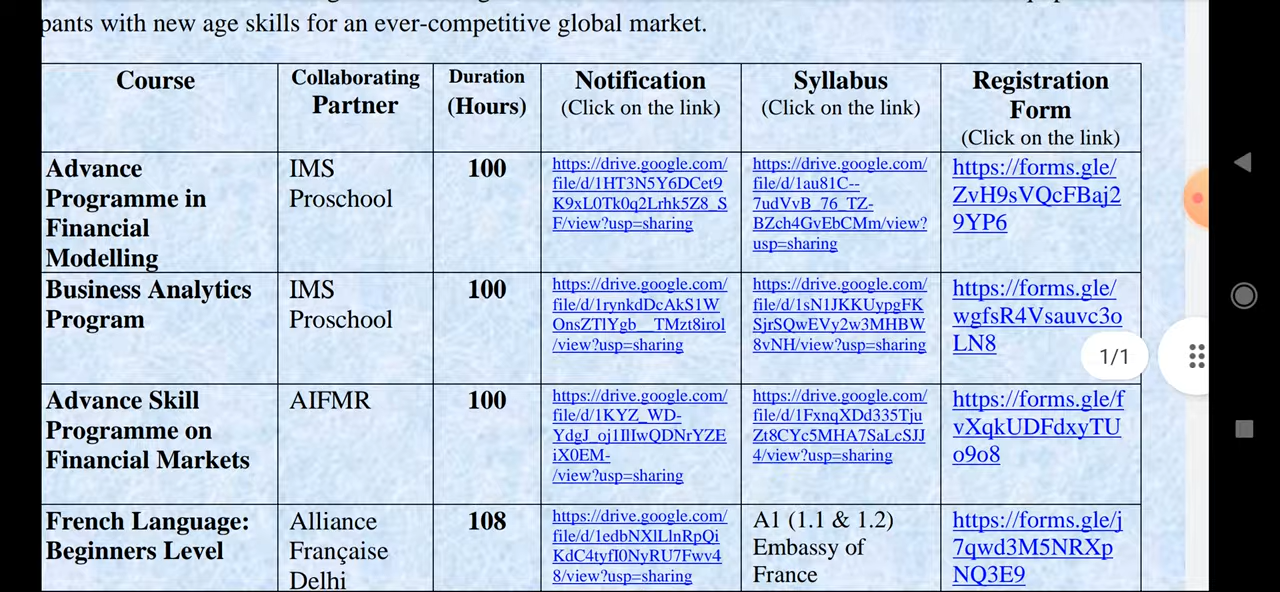 pants with new age skills for an ever-competitive global market.
Course
Collaborating
Partner
Duration
(Hours)
Notification
(Click on the link)
Syllabus
(Click on the link)
Registration
Form
(Click on the link)
Advance
Programme in
Financial
Modelling
IMS
Proschool
100
https://drive.google.com/
file/d/1HT3N5Y6DCet9
K9xL0Tk0q2Lrhk5Z8_S
F/view?usp=sharing
https://drive.google.com/
file/d/1au81C--
7udVvB_76_TZ-
BZch4GvEbCMm/view?
usp=sharing
https://forms.gle/
ZvH9sVQcFBaj2
9YP6
Business Analytics
Program
IMS
Proschool
100
https://drive.google.com/
file/d/1rynkdDcAkS1W
OnsZTlYgb__TMzt8irol
/view?usp=sharing
https://drive.google.com/
file/d/1sN1JKKUypgFK
SjrSQwEVy2w3MHBW
8vNH/view?usp=sharing
https://forms.gle/
wgfsR4Vsauvc3o
LN8
1/1
Advance Skill
Programme on
Financial Markets
AIFMR
100
https://drive.google.com/
file/d/1KYZ_WD-
YdgJ_oj1IlIwQDNrYZE
iX0EM-
/view?usp=sharing
https://drive.google.com/
file/d/1FxnqXDd335Tju
Zt8CYc5MHA7SaLcSJJ
4/view?usp=sharing
https://forms.gle/f
vXqkUDFdxyTU
o9o8
French Language:
Beginners Level
Alliance
Française
Delhi
108
https://drive.google.com/
file/d/1edbNXlLlnRpQi
KdC4tyfI0NyRU7Fwv4
8/view?usp=sharing
A1 (1.1 & 1.2)
Embassy of
France
https://forms.gle/j
7qwd3M5NRXp
NQ3E9